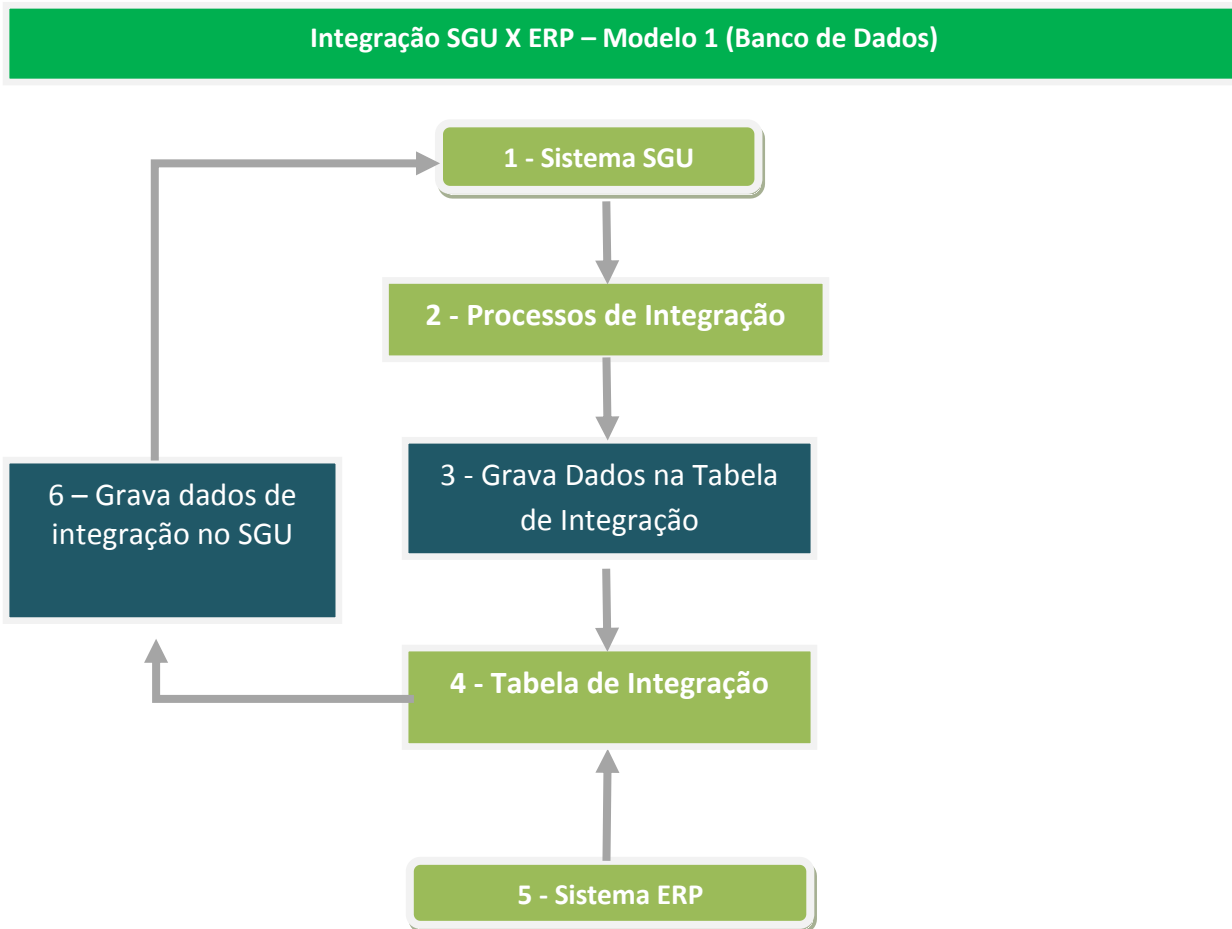 Integração SGU X ERP – Modelo 1 (Banco de Dados)
1 - Sistema SGU
2 - Processos de Integração
3 - Grava Dados na Tabela
de Integração
6 – Grava dados de
integração no SGU
4 - Tabela de Integração
5 - Sistema ERP